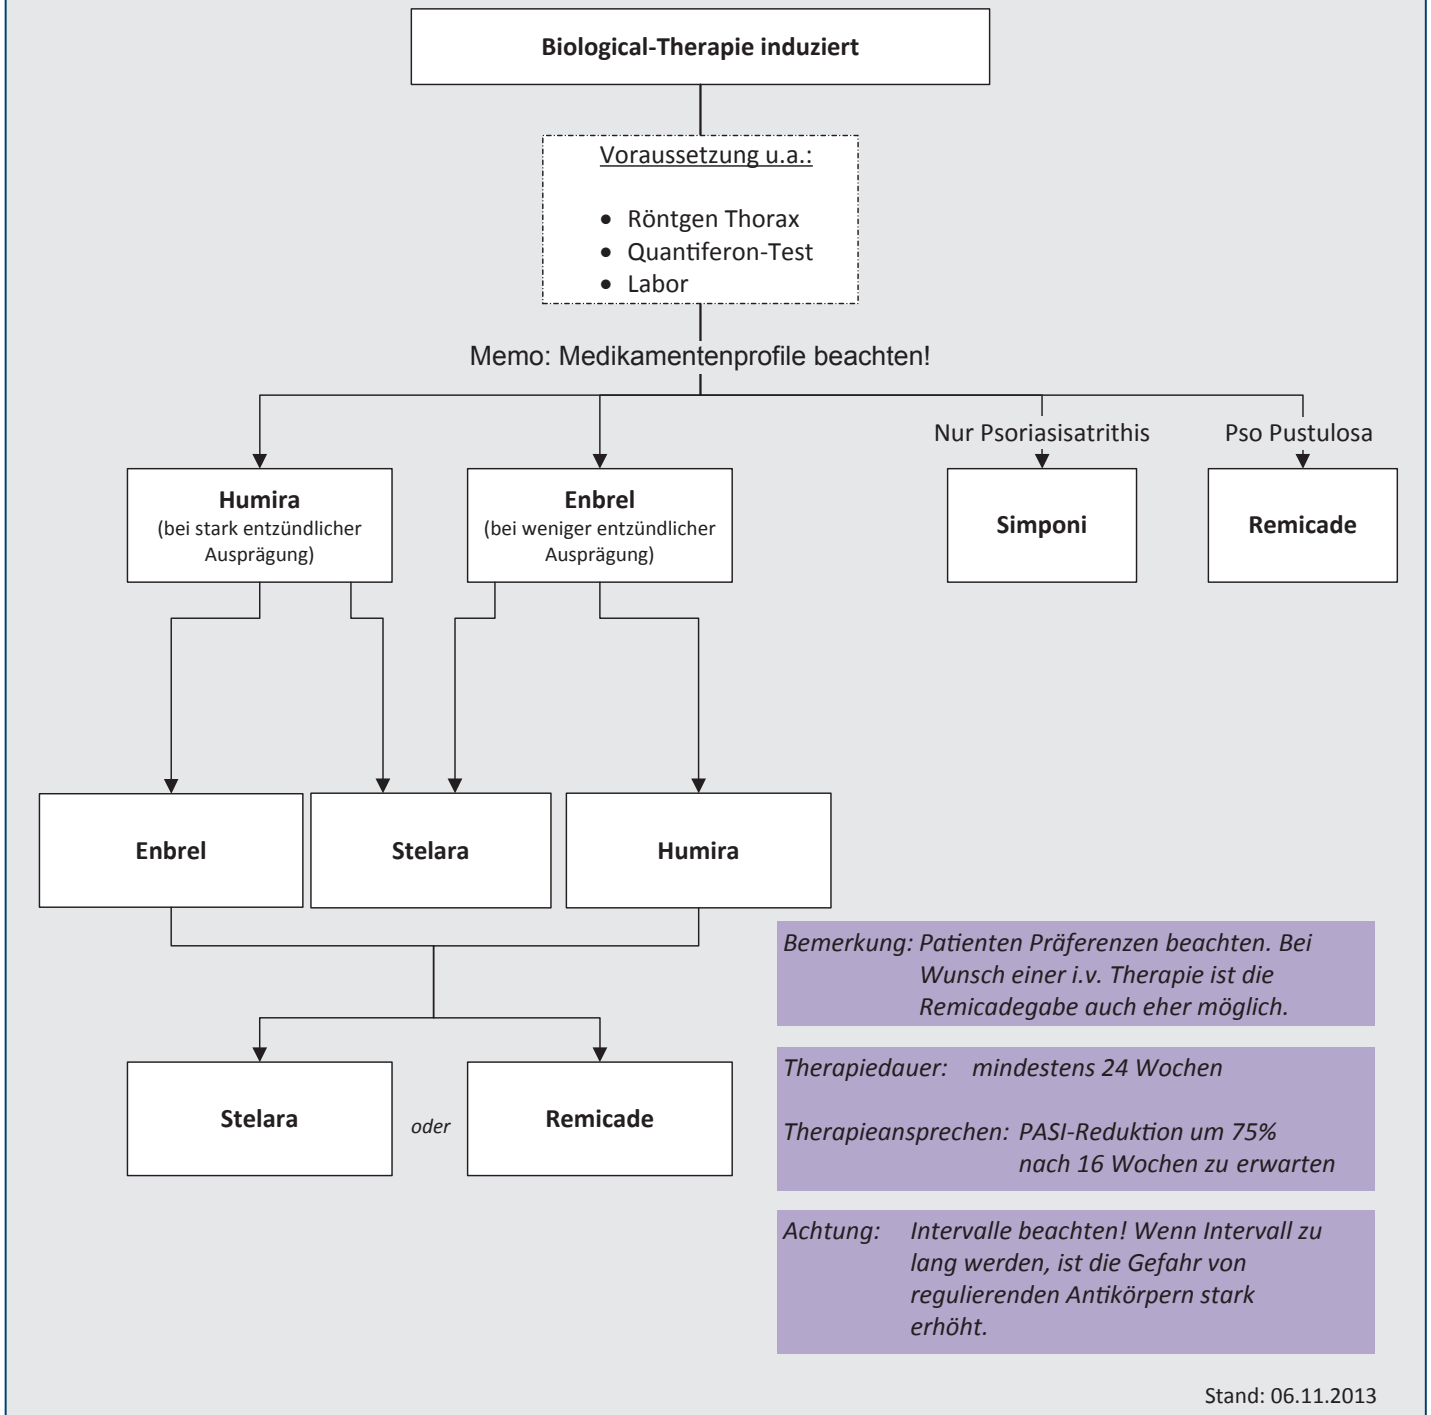 Biological-Therapie induziert
Voraussetzung u.a.:
• Röntgen Thorax
• Quantiferon-Test
• Labor
Memo: Medikamentenprofile beachten!
Nur Psoriasisatrithis
Pso Pustulosa
Humira
(bei stark entzündlicher
Ausprägung)
Enbrel
(bei weniger entzündlicher
Ausprägung)
Simponi
Remicade
Enbrel
Stelara
Humira
Stelara
oder
Remicade
Bemerkung: Patienten Präferenzen beachten. Bei
Wunsch einer i.v. Therapie ist die
Remicadegabe auch eher möglich.
Therapiedauer: mindestens 24 Wochen
Therapieansprechen: PASI-Reduktion um 75%
nach 16 Wochen zu erwarten
Achtung: Intervalle beachten! Wenn Intervall zu
lang werden, ist die Gefahr von
regulierenden Antikörpern stark
erhöht.
Stand: 06.11.2013